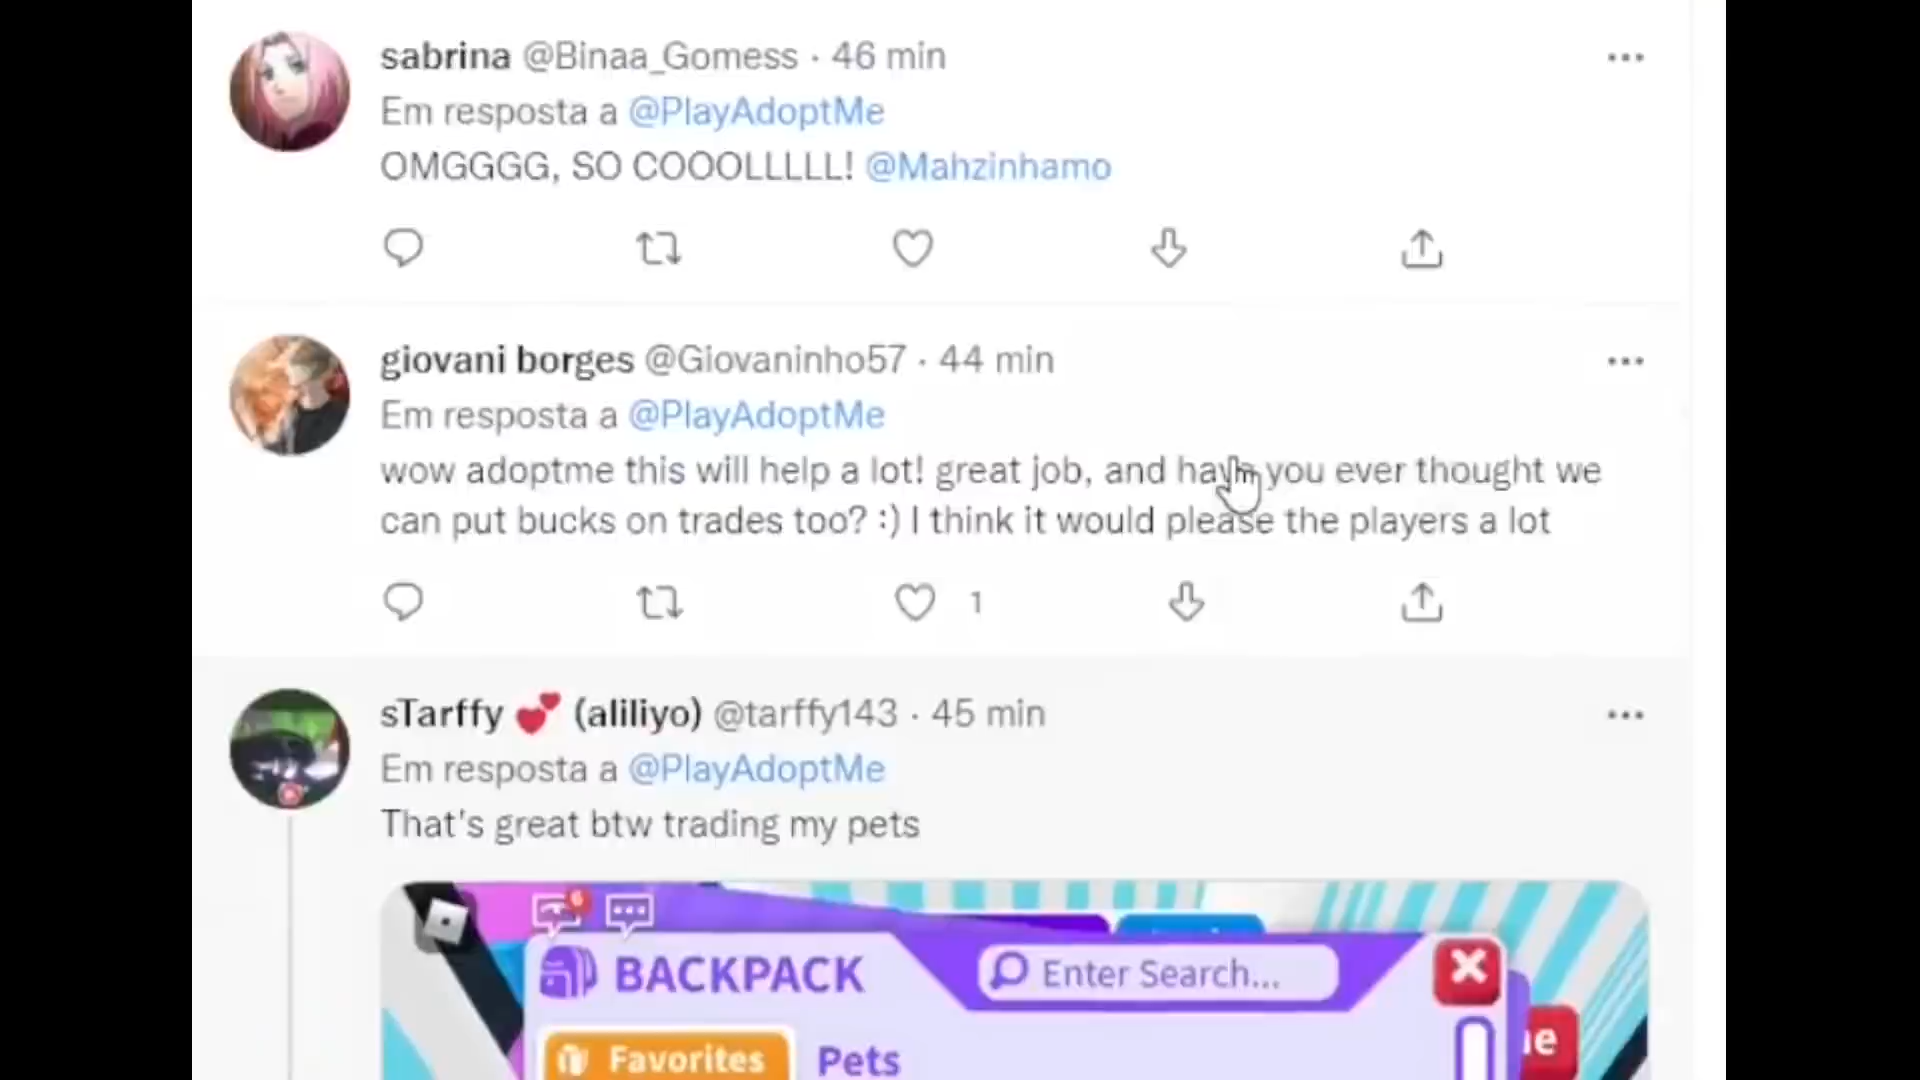 sabrina @Binaa_Gomess · 46 min
Em resposta a @PlayAdoptMe
OMGGGG, SO COOOLLLLL! @Mahzinhamo
giovani borges @Giovaninho57 · 44 min
Em resposta a @PlayAdoptMe
wow adoptme this will help a lot! great job, and have you ever thought we
can put bucks on trades too? :) I think it would please the players a lot
1
sTarffy 💕 (aliliyo) @tarffy143 · 45 min
Em resposta a @PlayAdoptMe
That's great btw trading my pets
6
BACKPACK
Enter Search...
Favorites
Pets